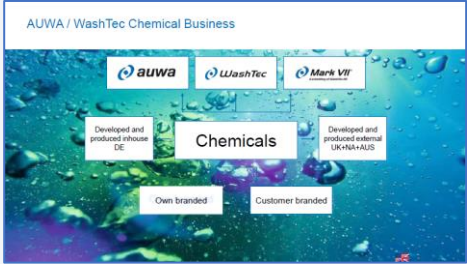 AUWA / WashTec Chemical Business
auwa
WashTec
Mark VII
Developed and
produced inhouse
DE
Chemicals
Developed and
produced external
UK+NA+AUS
Own branded
Customer branded